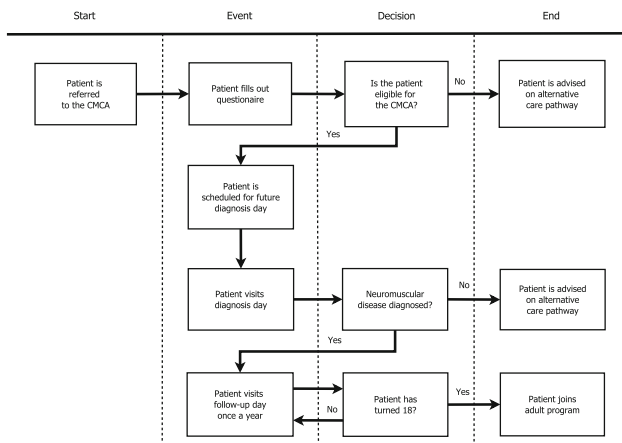 Start
Event
Decision
End
Patient is
referred
to the CMCA
Patient fills out
questionaire
Is the patient
eligible for
the CMCA?
No
Patient is advised
on alternative
care pathway
Yes
Patient is
scheduled for future
diagnosis day
Patient visits
diagnosis day
Neuromuscular
disease diagnosed?
No
Patient is advised
on alternative
care pathway
Yes
Patient visits
follow-up day
once a year
No
Patient has
turned 18?
Yes
Patient joins
adult program